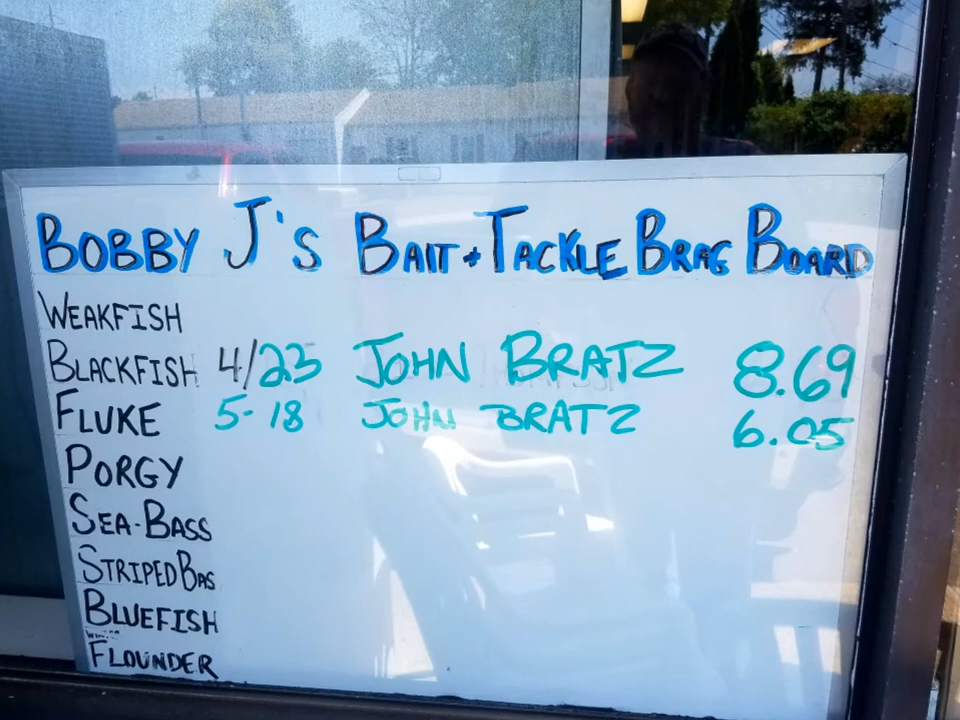 BOBBY J'S BAIT + TACKLE BRAG BOARD
WEAKFISH
BLACKFISH 4/23 JOHN BRATZ 8.69
FLUKE 5-18 JOHN BRATZ 6.05
PORGY
SEA-BASS
STRIPED BAS
BLUEFISH
FLOUNDER